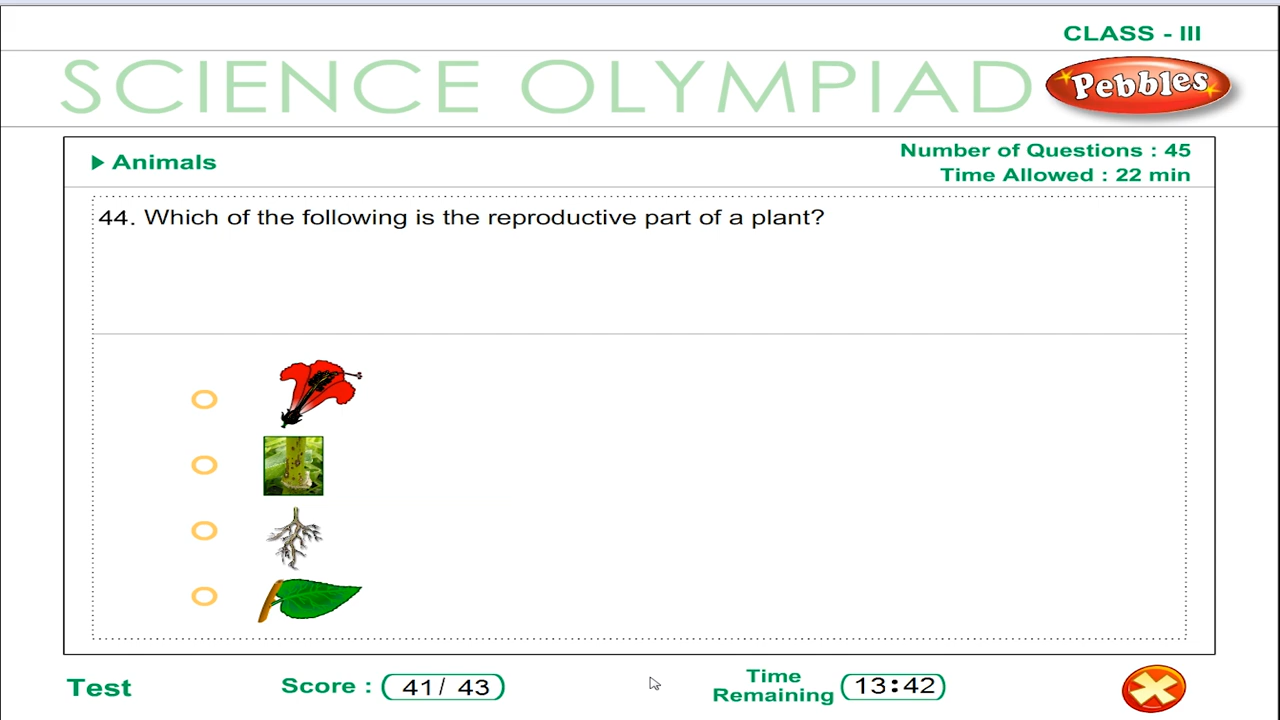 CLASS - III
SCIENCE OLYMPIAD
Pebbles
Animals
Number of Questions : 45
Time Allowed : 22 min
44. Which of the following is the reproductive part of a plant?
Test
Score : 41/ 43
Time
Remaining
13:42